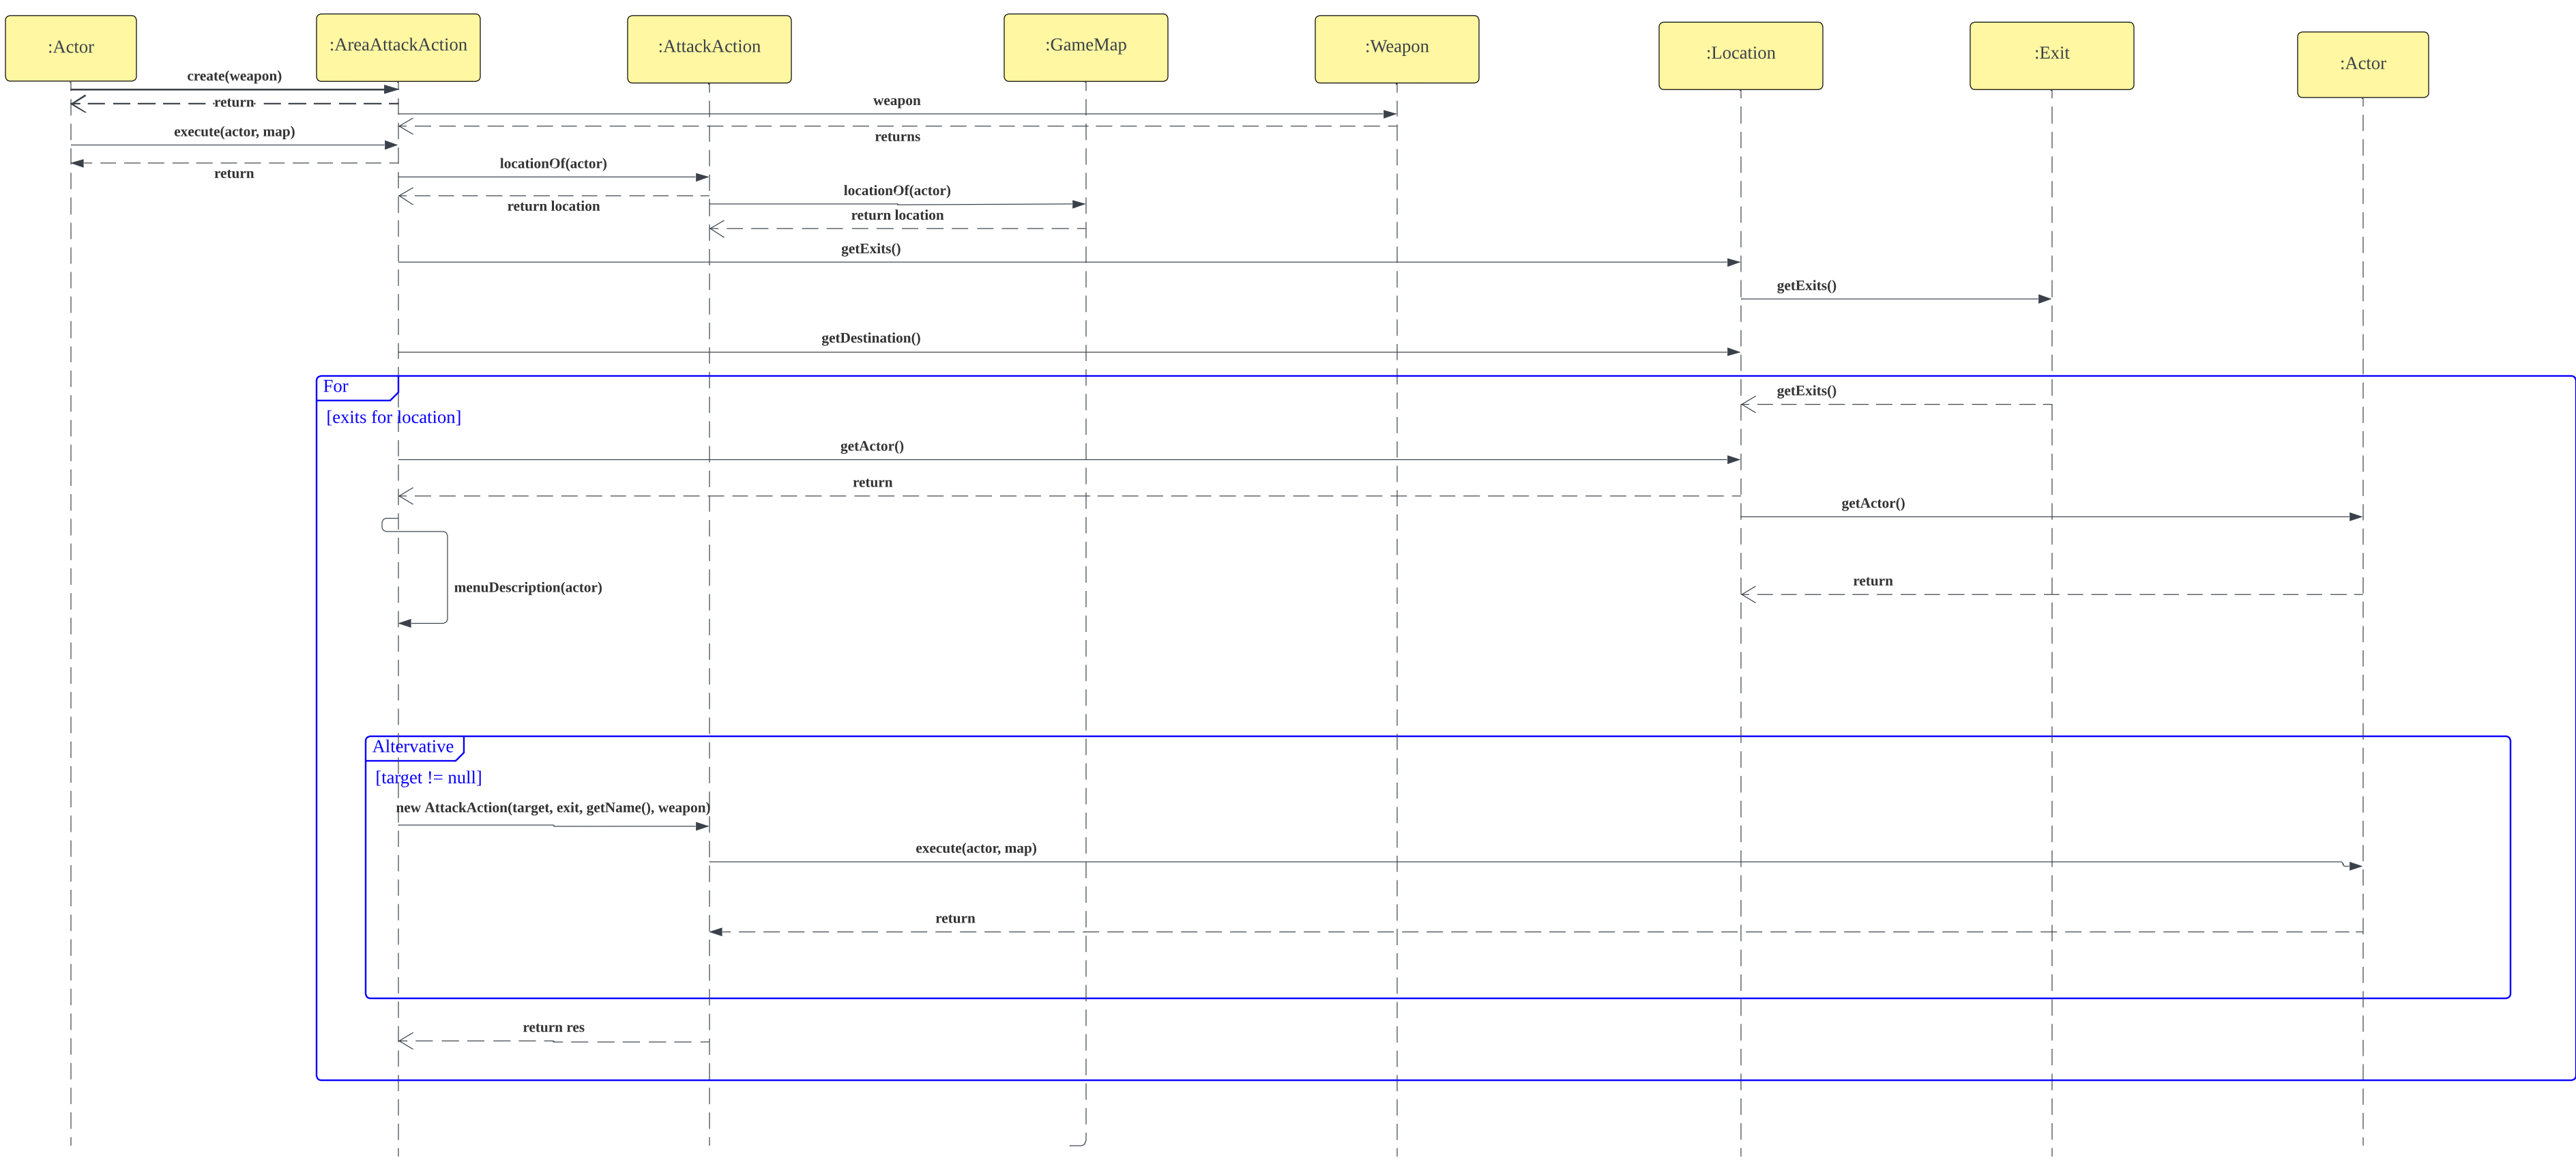 :Actor
:AreaAttackAction
:AttackAction
:GameMap
:Weapon
:Location
:Exit
:Actor
create(weapon)
return
weapon
returns
execute(actor, map)
return
locationOf(actor)
return location
locationOf(actor)
return location
getExits()
getExits()
getDestination()
For
[exits for location]
getExits()
getActor()
return
getActor()
menuDescription(actor)
return
Altervative
[target != null]
new AttackAction(target, exit, getName(), weapon)
execute(actor, map)
return
return res